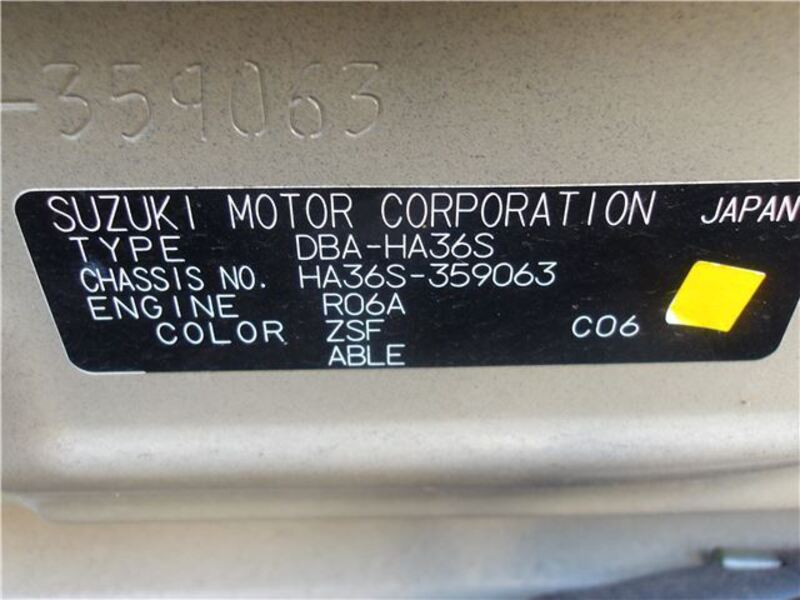 -359063
SUZUKI MOTOR CORPORATION JAPAN
TYPE DBA-HA36S
CHASSIS NO. HA36S-359063
ENGINE R06A
COLOR ZSF C06
ABLE